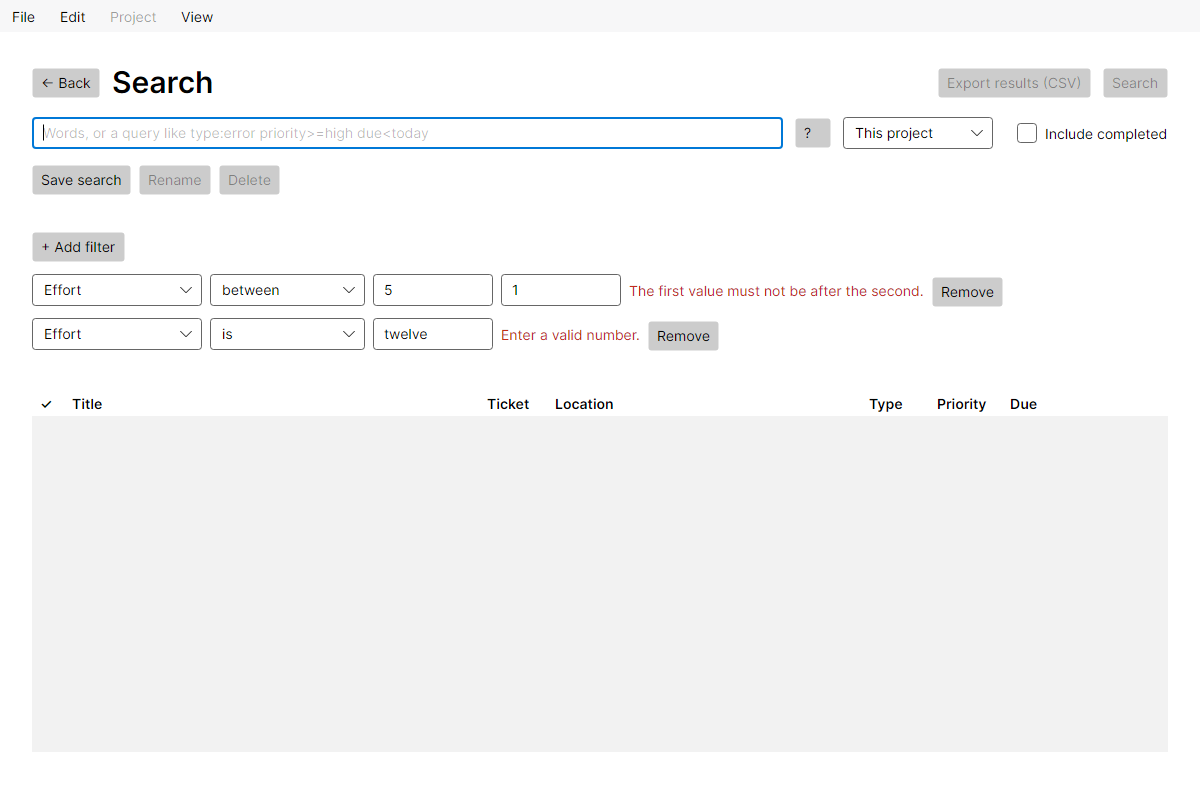 File Edit Project View
← Back Search Export results (CSV) Search
Words, or a query like type:error priority>=high due<today ? This project Include completed
Save search Rename Delete
+ Add filter
Effort between 5 1 The first value must not be after the second. Remove
Effort is twelve Enter a valid number. Remove
✓ Title Ticket Location Type Priority Due